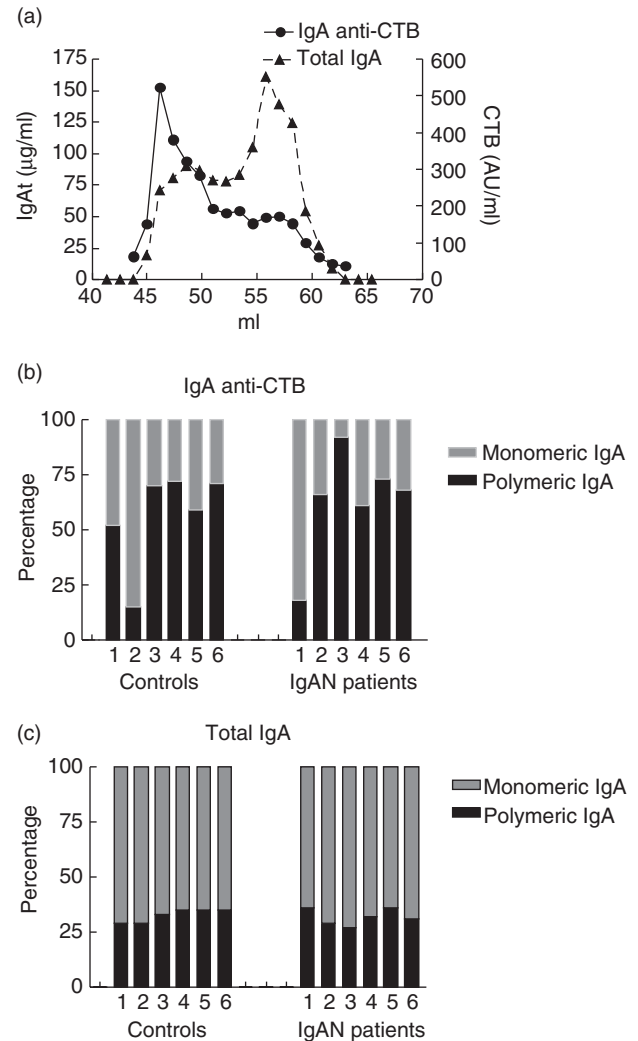 (a)
IgA anti-CTB
Total IgA
175
150
125
100
75
50
25
0
IgAt (µg/ml)
600
500
400
300
200
100
0
CTB (AU/ml)
40 45 50 55 60 65 70
ml
(b)
IgA anti-CTB
100
75
50
25
0
Percentage
Monomeric IgA
Polymeric IgA
1 2 3 4 5 6 1 2 3 4 5 6
Controls IgAN patients
(c)
Total IgA
100
75
50
25
0
Percentage
Monomeric IgA
Polymeric IgA
1 2 3 4 5 6 1 2 3 4 5 6
Controls IgAN patients